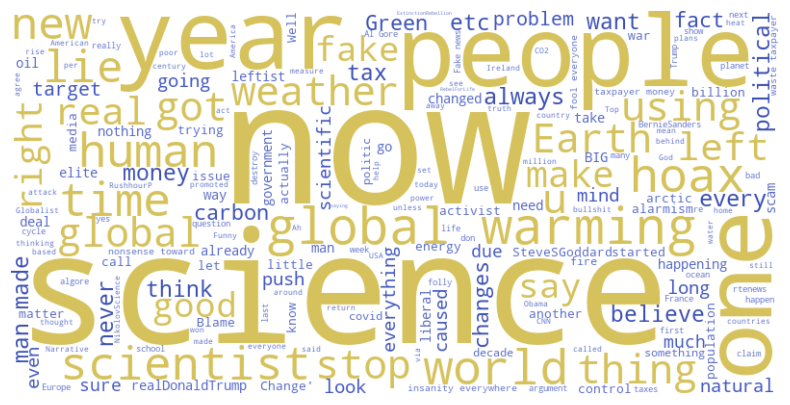 new try year people ExtinctionRebellion Green etc problem want fact next heat
American really Al Gore Well fake Fake news war Trump plans show planet
rise poor lot America CO2 political
lie oil per century leftist tax Ireland see RebelForLife taxpayer money billion waste taxpayer
target going weather measure changed always fool everyone
real got act now away truth country take Top BernieSanders using
media nothing trying government actually scientific politic go Earth mean behind left
right human destroy help set million BIG many God bad
elite money issue today make hoax
attack RushhourP promoted way use need u mind arctic every scam
time carbon power unless activist alarmism re home
Globalist deal yes question Funny Ah paying life bullshit
cycle global global warming water one
thinking based nonsense toward already man week USA don energy due SteveSGoddard started still
call let little everything fire happening ocean
man made algore think push science liberal folly changes Obama say long France rtenews happen
matter never good Blame around return caused another CNN believe population countries
thought NikolovScience know covid decade much first
even Narrative won made last everyone said via called something claim
scientist school stop world thing natural
Europe sure realDonaldTrump Change' look insanity everywhere argument control taxes
agree